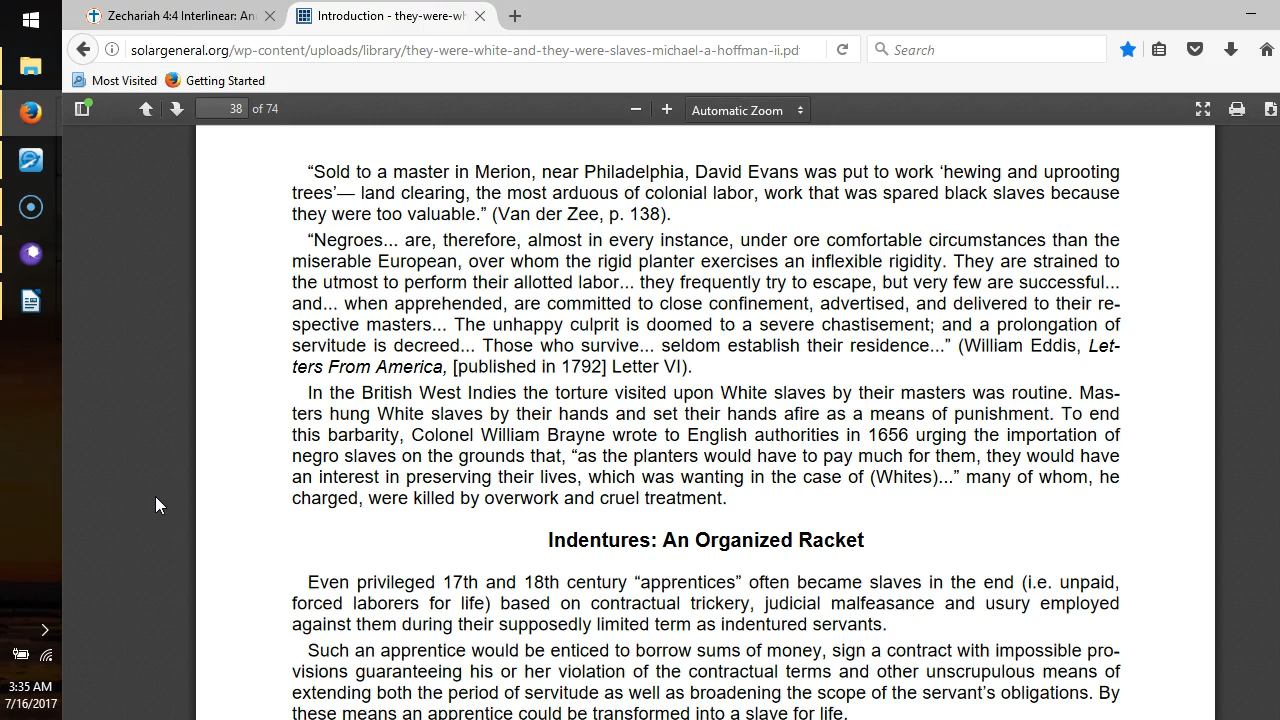 Zechariah 4:4 Interlinear: An
Introduction - they-were-wh
solargeneral.org/wp-content/uploads/library/they-were-white-and-they-were-slaves-michael-a-hoffman-ii.pd
Search
Most Visited
Getting Started
38 of 74
Automatic Zoom
“Sold to a master in Merion, near Philadelphia, David Evans was put to work ‘hewing and uprooting
trees’— land clearing, the most arduous of colonial labor, work that was spared black slaves because
they were too valuable.” (Van der Zee, p. 138).
“Negroes... are, therefore, almost in every instance, under ore comfortable circumstances than the
miserable European, over whom the rigid planter exercises an inflexible rigidity. They are strained to
the utmost to perform their allotted labor... they frequently try to escape, but very few are successful...
and... when apprehended, are committed to close confinement, advertised, and delivered to their re-
spective masters... The unhappy culprit is doomed to a severe chastisement; and a prolongation of
servitude is decreed... Those who survive... seldom establish their residence...” (William Eddis, Let-
ters From America, [published in 1792] Letter VI).
In the British West Indies the torture visited upon White slaves by their masters was routine. Mas-
ters hung White slaves by their hands and set their hands afire as a means of punishment. To end
this barbarity, Colonel William Brayne wrote to English authorities in 1656 urging the importation of
negro slaves on the grounds that, “as the planters would have to pay much for them, they would have
an interest in preserving their lives, which was wanting in the case of (Whites)...” many of whom, he
charged, were killed by overwork and cruel treatment.
Indentures: An Organized Racket
Even privileged 17th and 18th century “apprentices” often became slaves in the end (i.e. unpaid,
forced laborers for life) based on contractual trickery, judicial malfeasance and usury employed
against them during their supposedly limited term as indentured servants.
Such an apprentice would be enticed to borrow sums of money, sign a contract with impossible pro-
visions guaranteeing his or her violation of the contractual terms and other unscrupulous means of
extending both the period of servitude as well as broadening the scope of the servant’s obligations. By
these means an apprentice could be transformed into a slave for life.
3:35 AM
7/16/2017